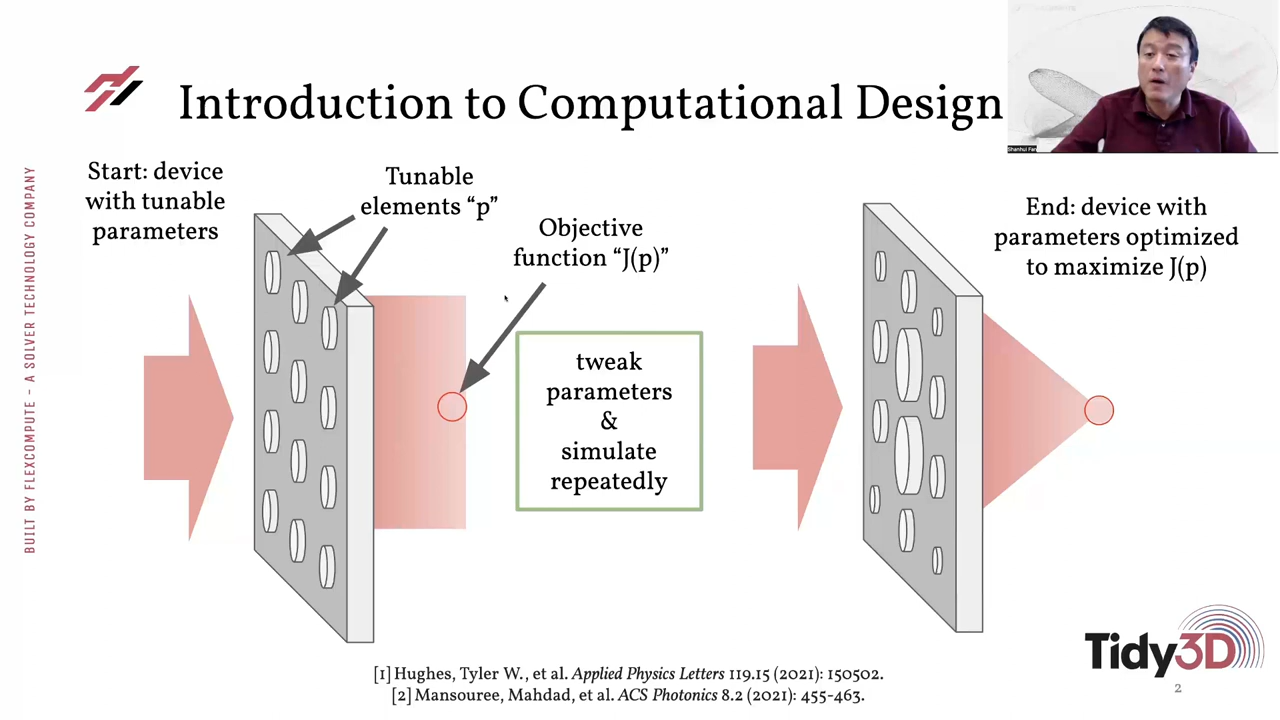 Introduction to Computational Design
Shanhui Fan
BUILT BY FLEXCOMPUTE – A SOLVER TECHNOLOGY COMPANY
Start: device
with tunable
parameters
Tunable
elements “p”
Objective
function “J(p)”
tweak
parameters
&
simulate
repeatedly
End: device with
parameters optimized
to maximize J(p)
[1] Hughes, Tyler W., et al. Applied Physics Letters 119.15 (2021): 150502.
[2] Mansouree, Mahdad, et al. ACS Photonics 8.2 (2021): 455-463.
Tidy3D
2